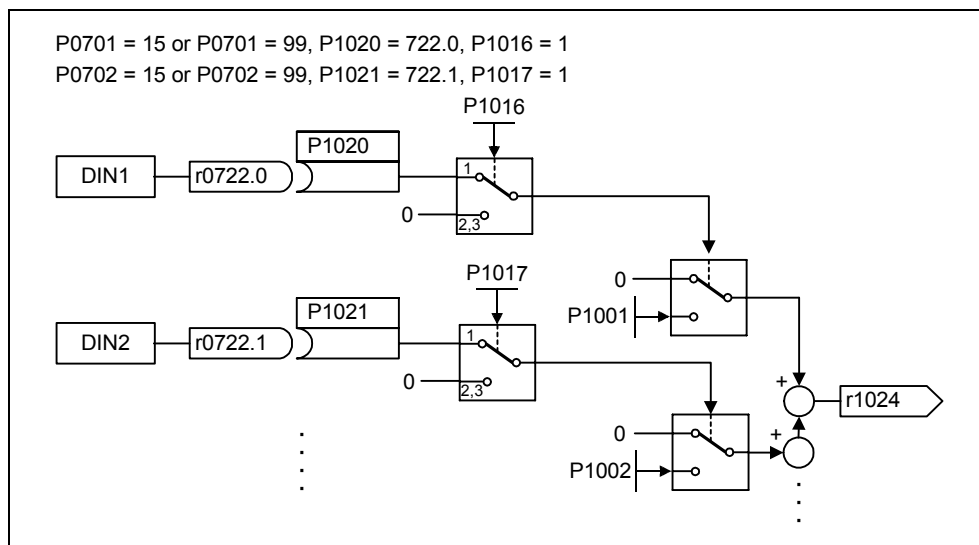 P0701 = 15 or P0701 = 99, P1020 = 722.0, P1016 = 1
P0702 = 15 or P0702 = 99, P1021 = 722.1, P1017 = 1
P1016
P1020
DIN1
r0722.0
1
0
2,3
P1017
0
P1021
P1001
DIN2
r0722.1
1
0
2,3
+
r1024
0
+
P1002